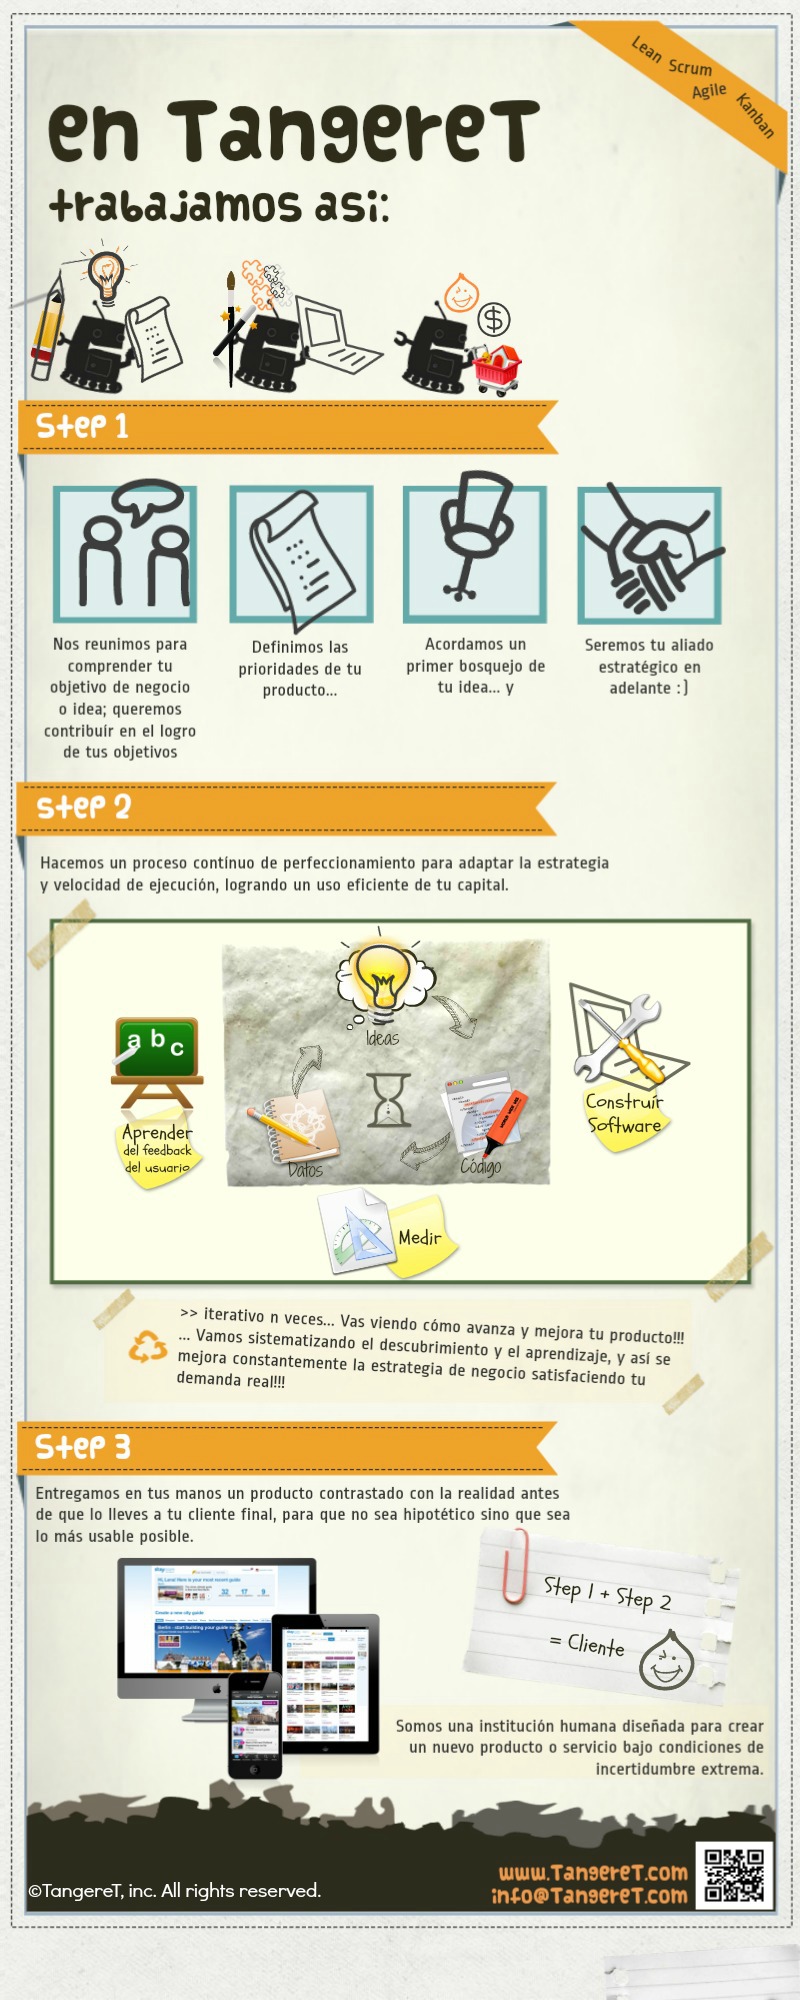 Lean Scrum
Agile Kanban
en TangereT
trabajamos asi:
Step 1
Nos reunimos para
comprender tu
objetivo de negocio
o idea; queremos
contribuír en el logro
de tus objetivos
Definimos las
prioridades de tu
producto...
Acordamos un
primer bosquejo de
tu idea... y
Seremos tu aliado
estratégico en
adelante :]
step 2
Hacemos un proceso contínuo de perfeccionamiento para adaptar la estrategia
y velocidad de ejecución, logrando un uso eficiente de tu capital.
Ideas
a b c
Aprender
del feedback
del usuario
Construír
Software
Datos
Código
Medir
>> iterativo n veces... Vas viendo cómo avanza y mejora tu producto!!!
... Vamos sistematizando el descubrimiento y el aprendizaje, y así se
mejora constantemente la estrategia de negocio satisfaciendo tu
demanda real!!!
Step 3
Entregamos en tus manos un producto contrastado con la realidad antes
de que lo lleves a tu cliente final, para que no sea hipotético sino que sea
lo más usable posible.
Step 1 + Step 2
= Cliente
Somos una institución humana diseñada para crear
un nuevo producto o servicio bajo condiciones de
incertidumbre extrema.
www.TangereT.com
info@TangereT.com
©TangereT, inc. All rights reserved.